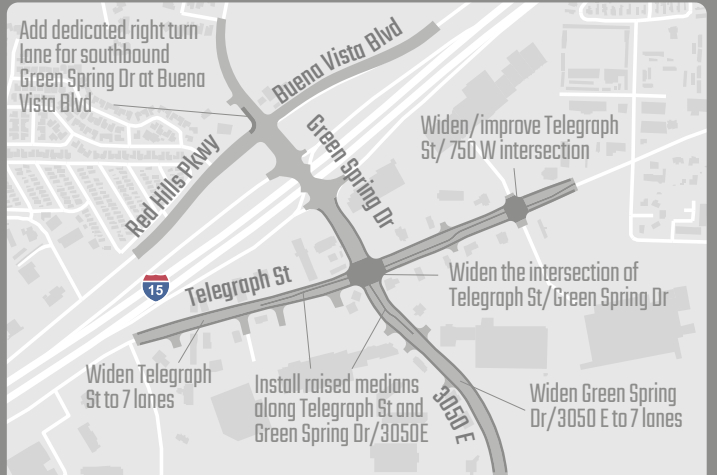 Add dedicated right turn
lane for southbound
Green Spring Dr at Buena
Vista Blvd
Buena Vista Blvd
Green Spring Dr
Widen/improve Telegraph
St/ 750 W intersection
Red Hills Pkwy
15
Telegraph St
Widen the intersection of
Telegraph St/Green Spring Dr
Widen Telegraph
St to 7 lanes
Install raised medians
along Telegraph St and
Green Spring Dr/3050E
3050 E
Widen Green Spring
Dr/3050 E to 7 lanes